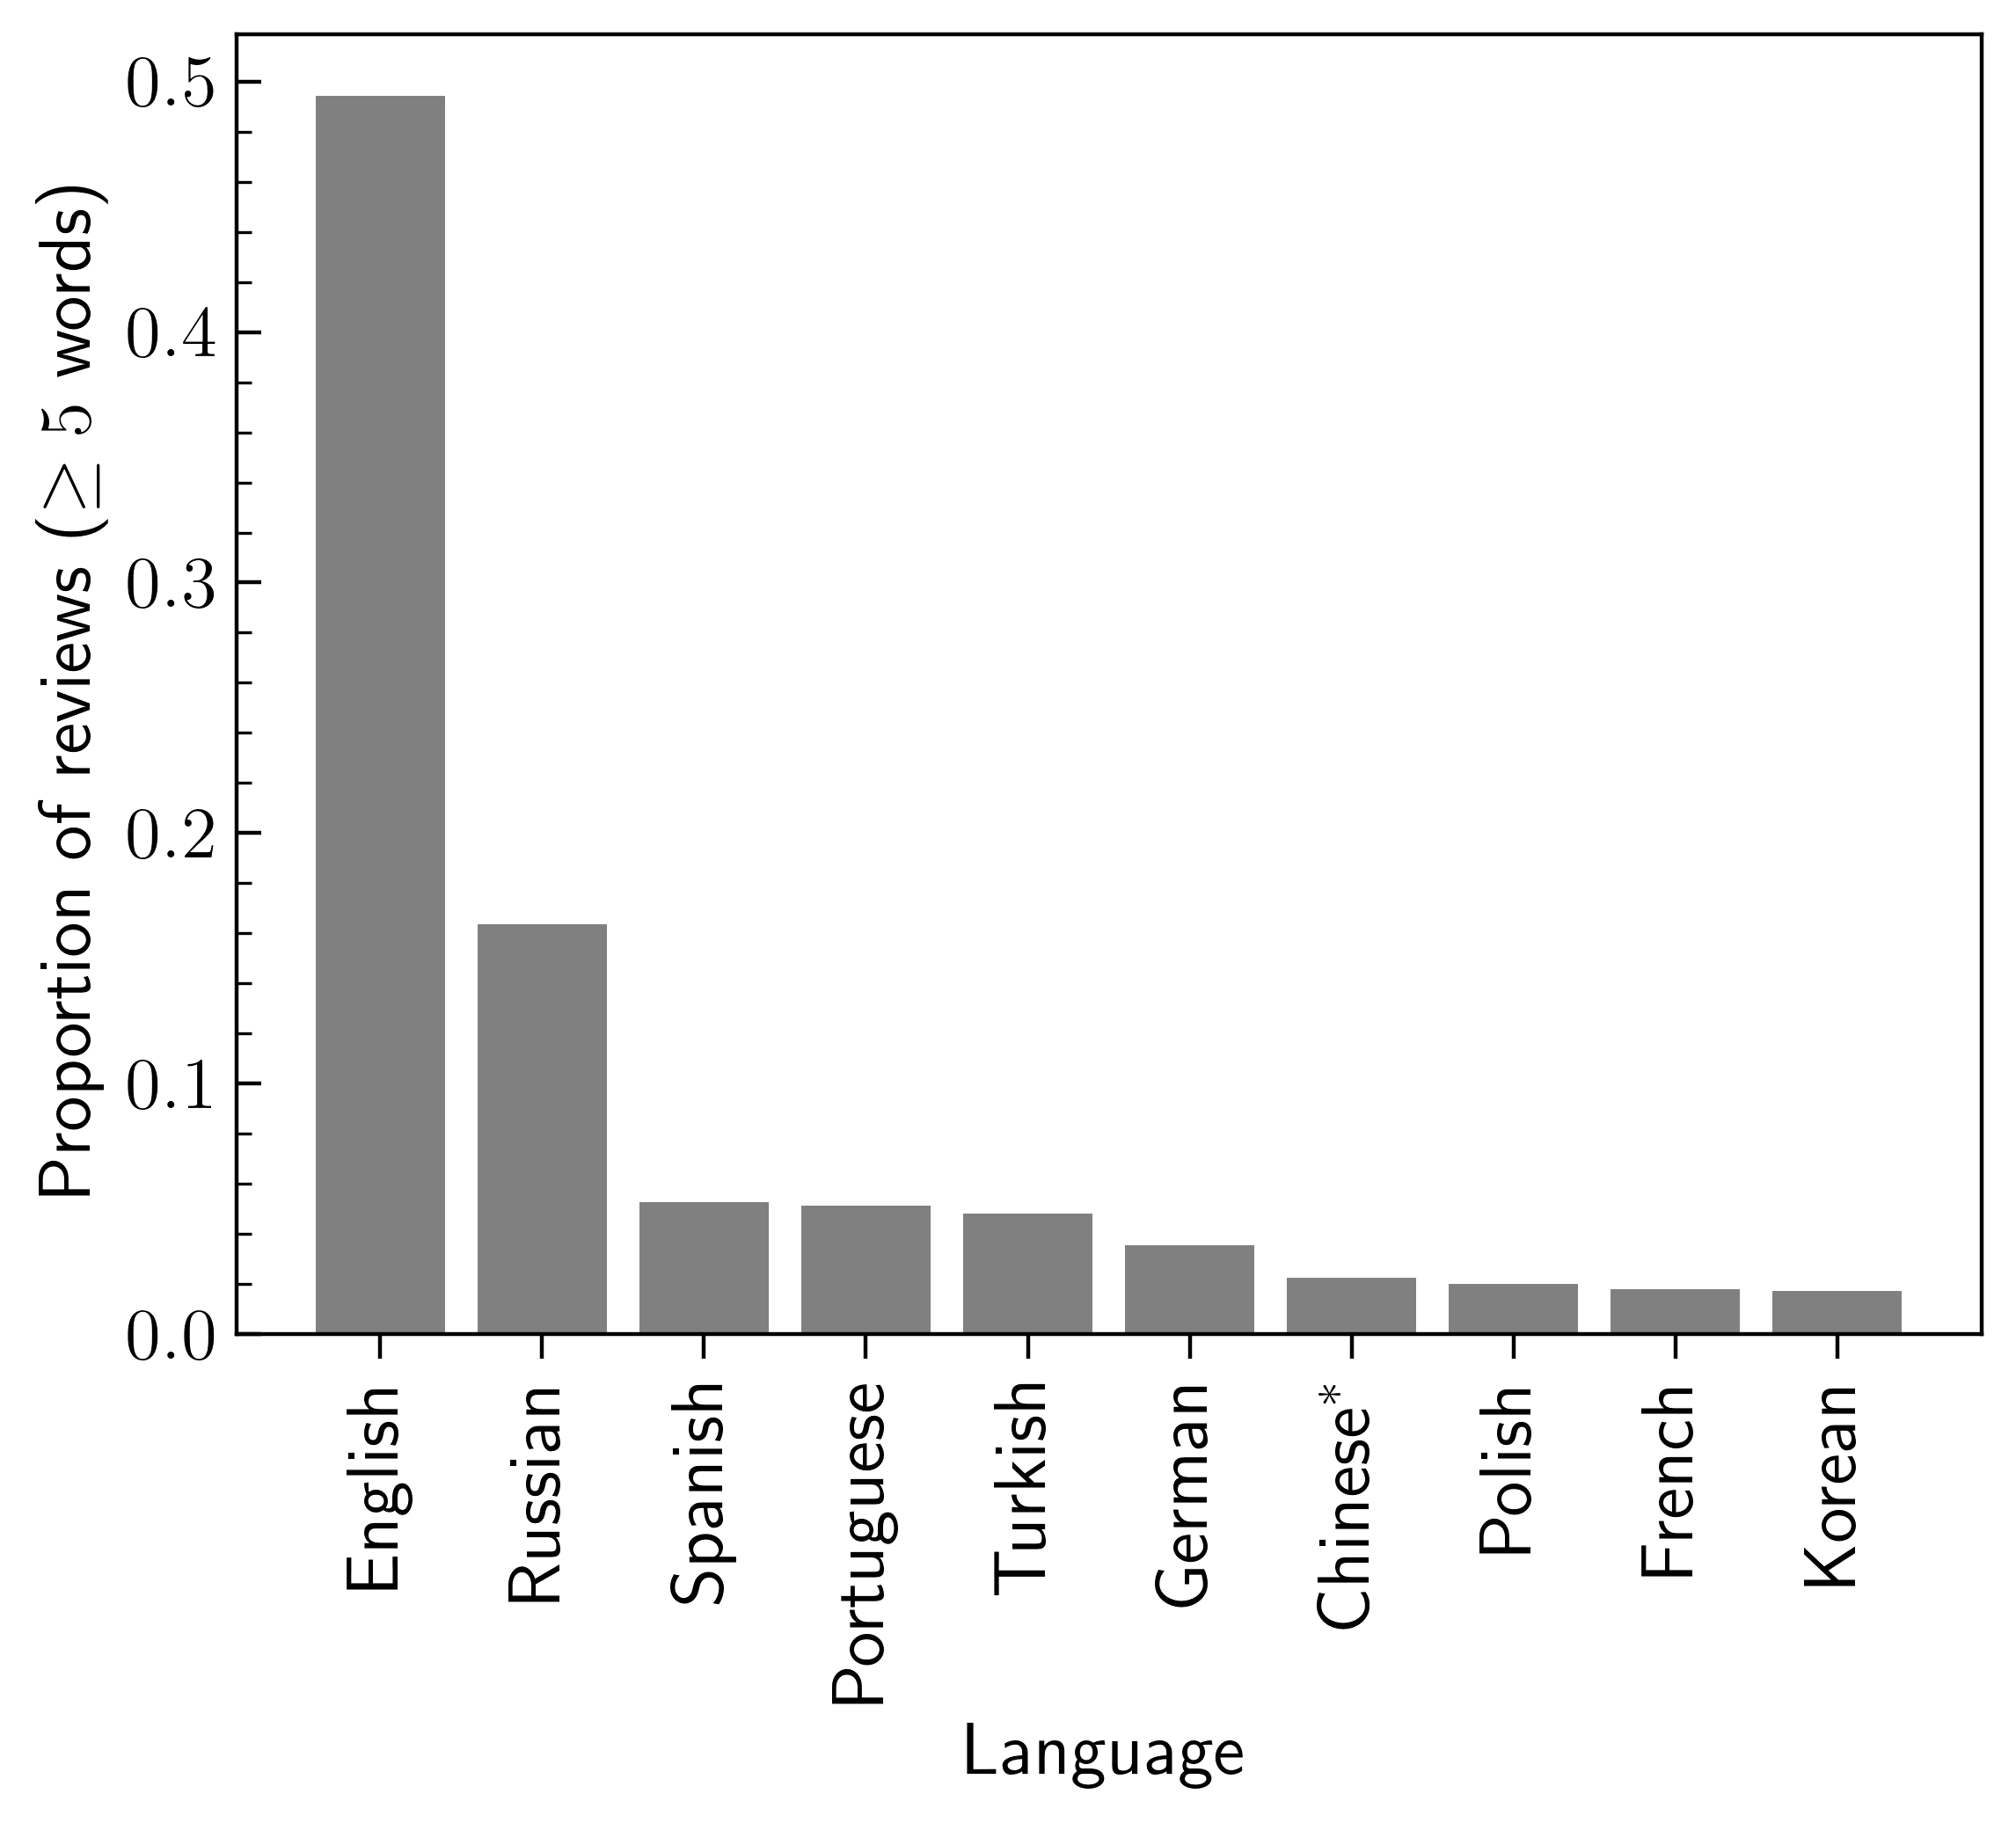 Proportion of reviews (≥ 5 words)
0.5
0.4
0.3
0.2
0.1
0.0
English
Russian
Spanish
Portuguese
Turkish
German
Chinese*
Polish
French
Korean
Language